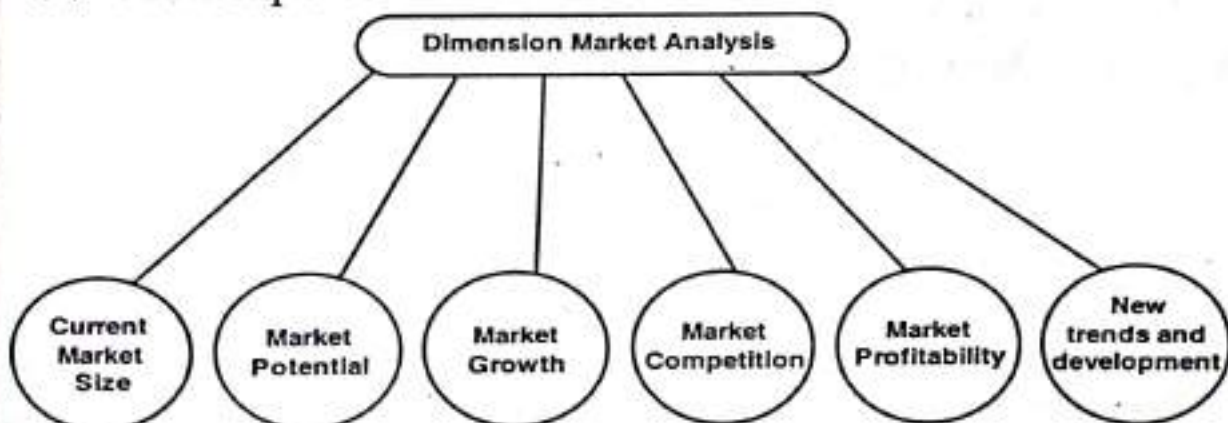 Dimension Market Analysis
Current
Market
Size
Market
Potential
Market
Growth
Market
Competition
Market
Profitability
New
trends and
development